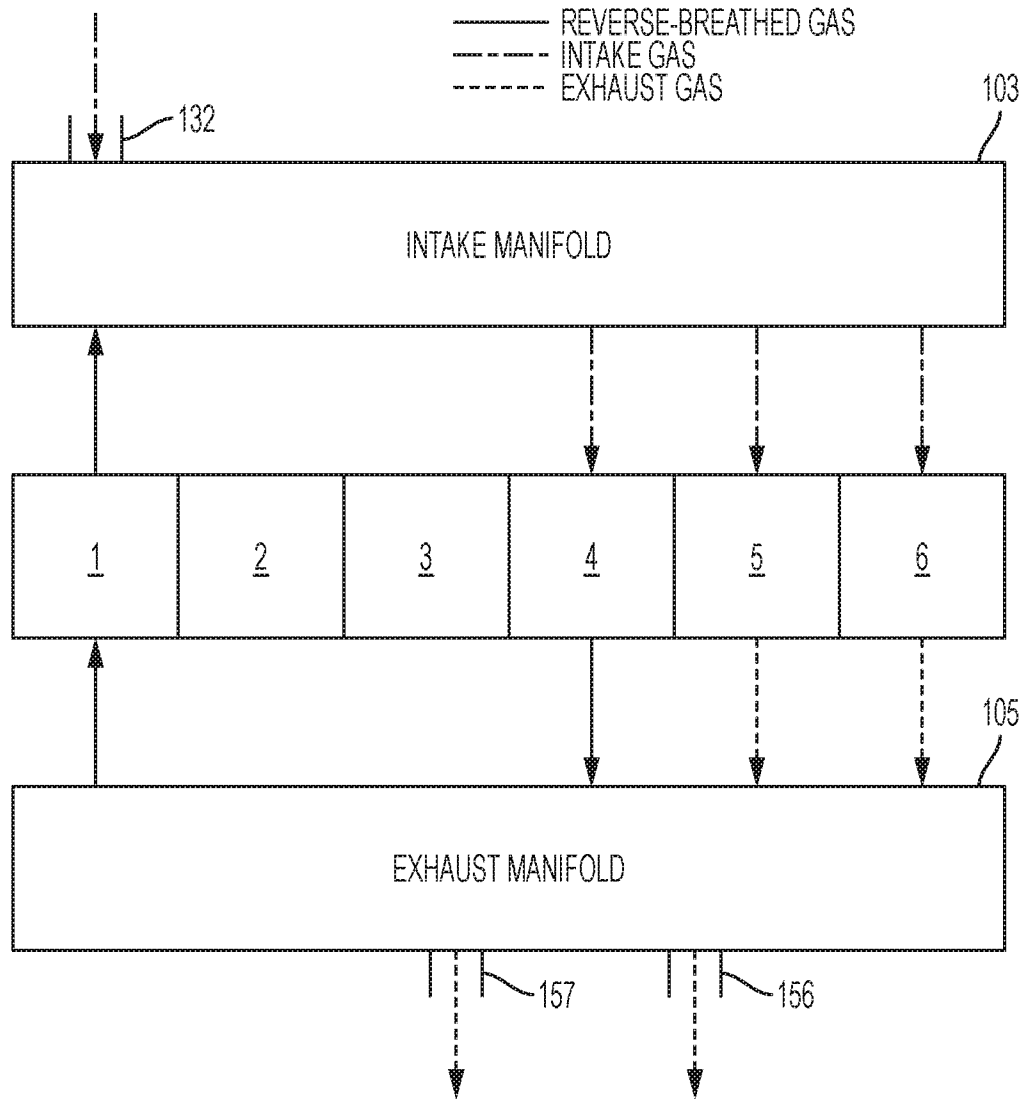 REVERSE-BREATHED GAS
INTAKE GAS
EXHAUST GAS
132
103
INTAKE MANIFOLD
1 2 3 4 5 6
105
EXHAUST MANIFOLD
157 156